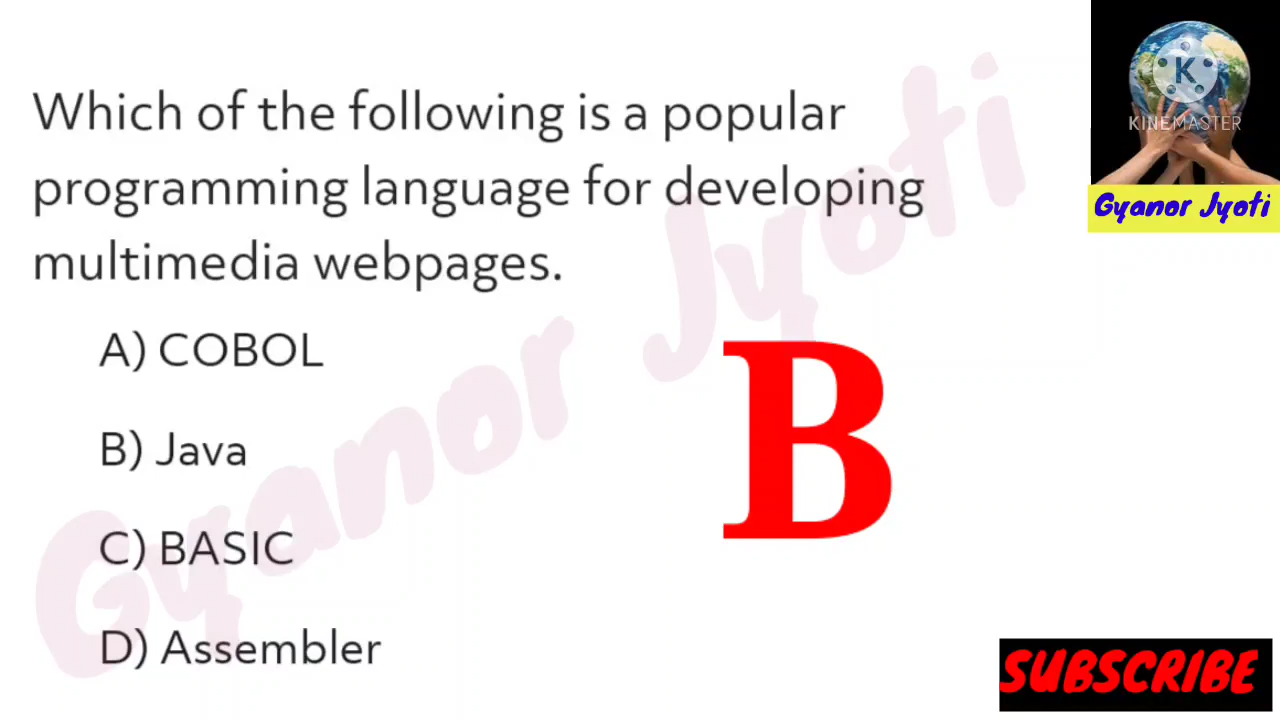 Which of the following is a popular
programming language for developing
multimedia webpages.
A) COBOL
B) Java
C) BASIC
D) Assembler
B
Gyanor Jyoti
K
KINEMASTER
Gyanor Jyoti
SUBSCRIBE